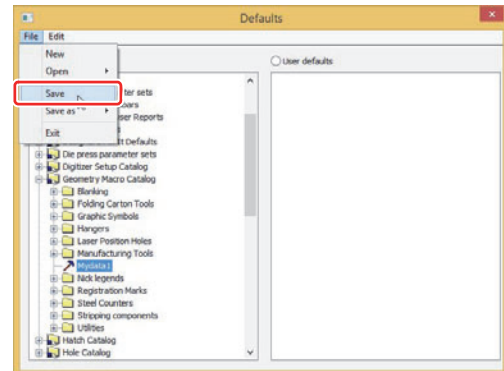 Defaults
File Edit
New
User defaults
Open
Save
ter sets
oars
Save as
ser Reports
Exit
t Defaults
Die press parameter sets
Digitizer Setup Catalog
Geometry Macro Catalog
Blanking
Folding Carton Tools
Graphic Symbols
Hangers
Laser Position Holes
Manufacturing Tools
Mydata1
Nick legends
Registration Marks
Steel Counters
Stripping components
Utilities
Hatch Catalog
Hole Catalog